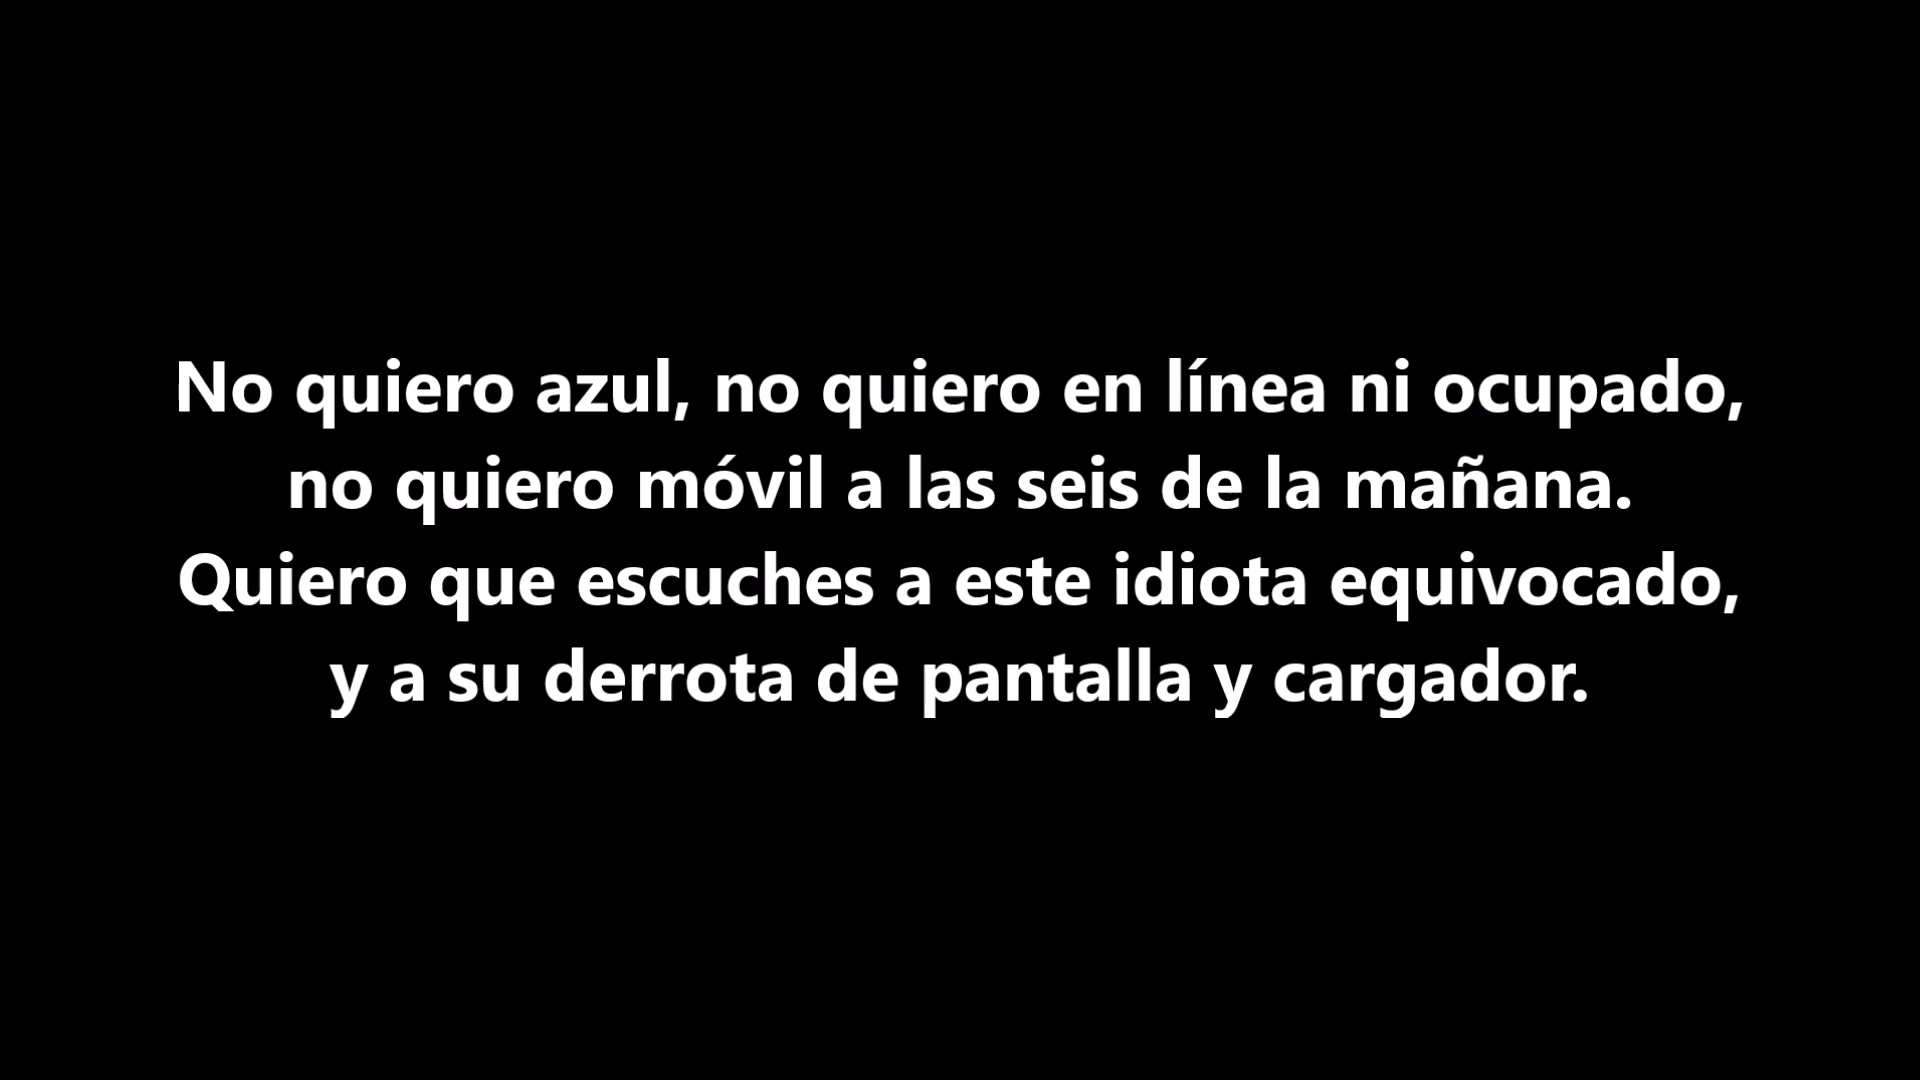 No quiero azul, no quiero en línea ni ocupado,
no quiero móvil a las seis de la mañana.
Quiero que escuches a este idiota equivocado,
y a su derrota de pantalla y cargador.